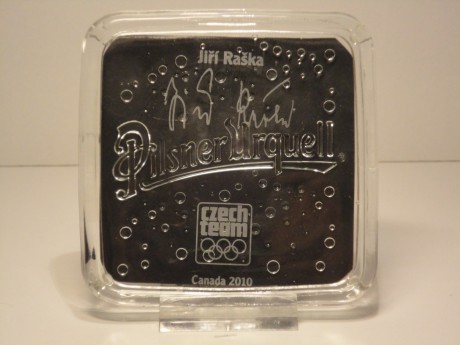 Jiří Raška
Pilsner Urquell
czech
team
Canada 2010